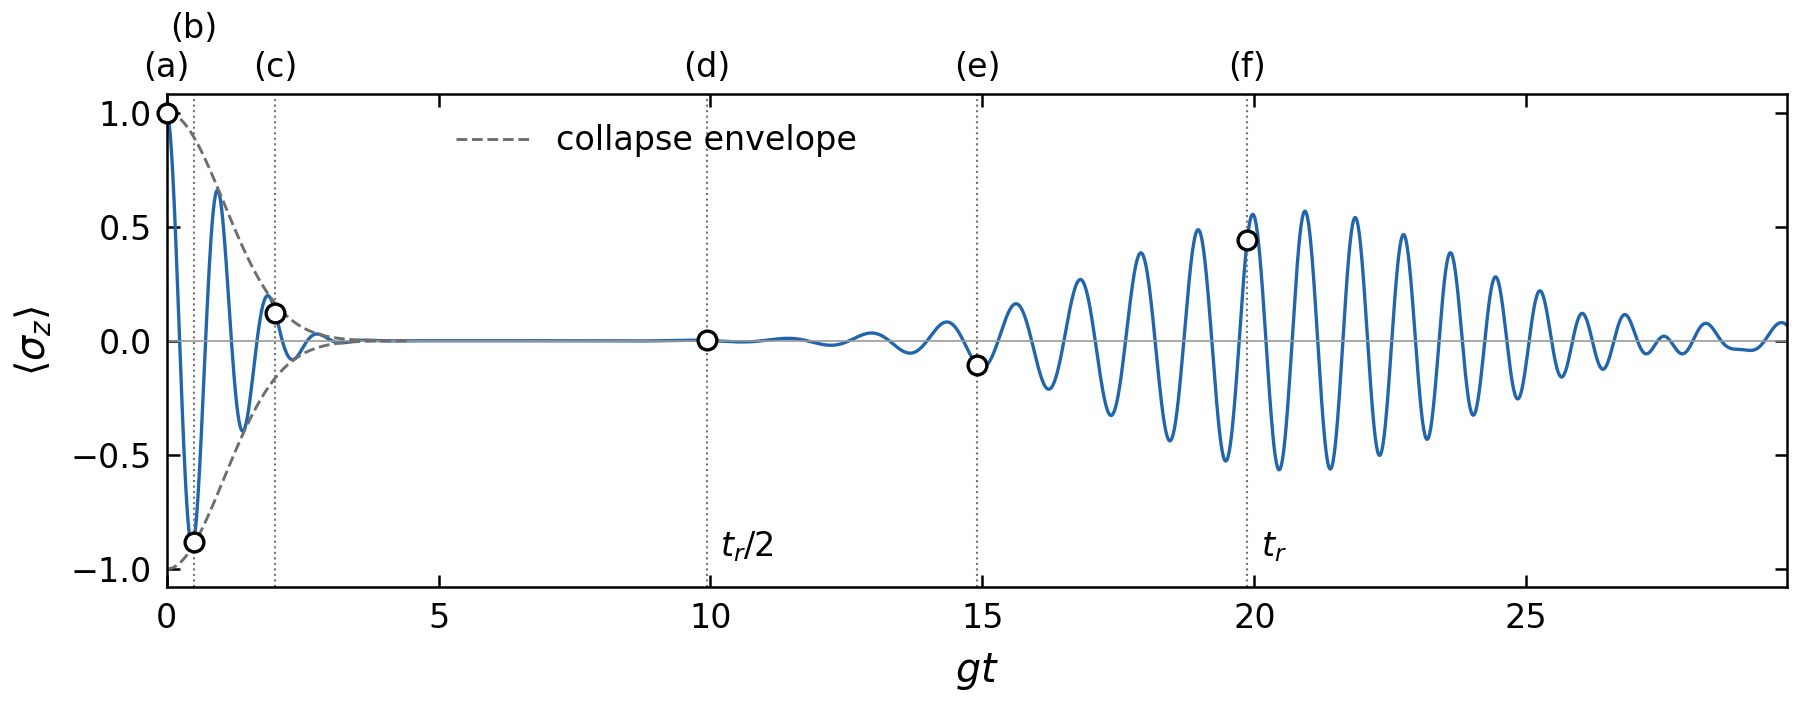 (b)
(a) (c) (d) (e) (f)
collapse envelope
1.0
0.5
0.0
−0.5
−1.0
⟨σ_z⟩
t_r/2
t_r
0 5 10 15 20 25
gt